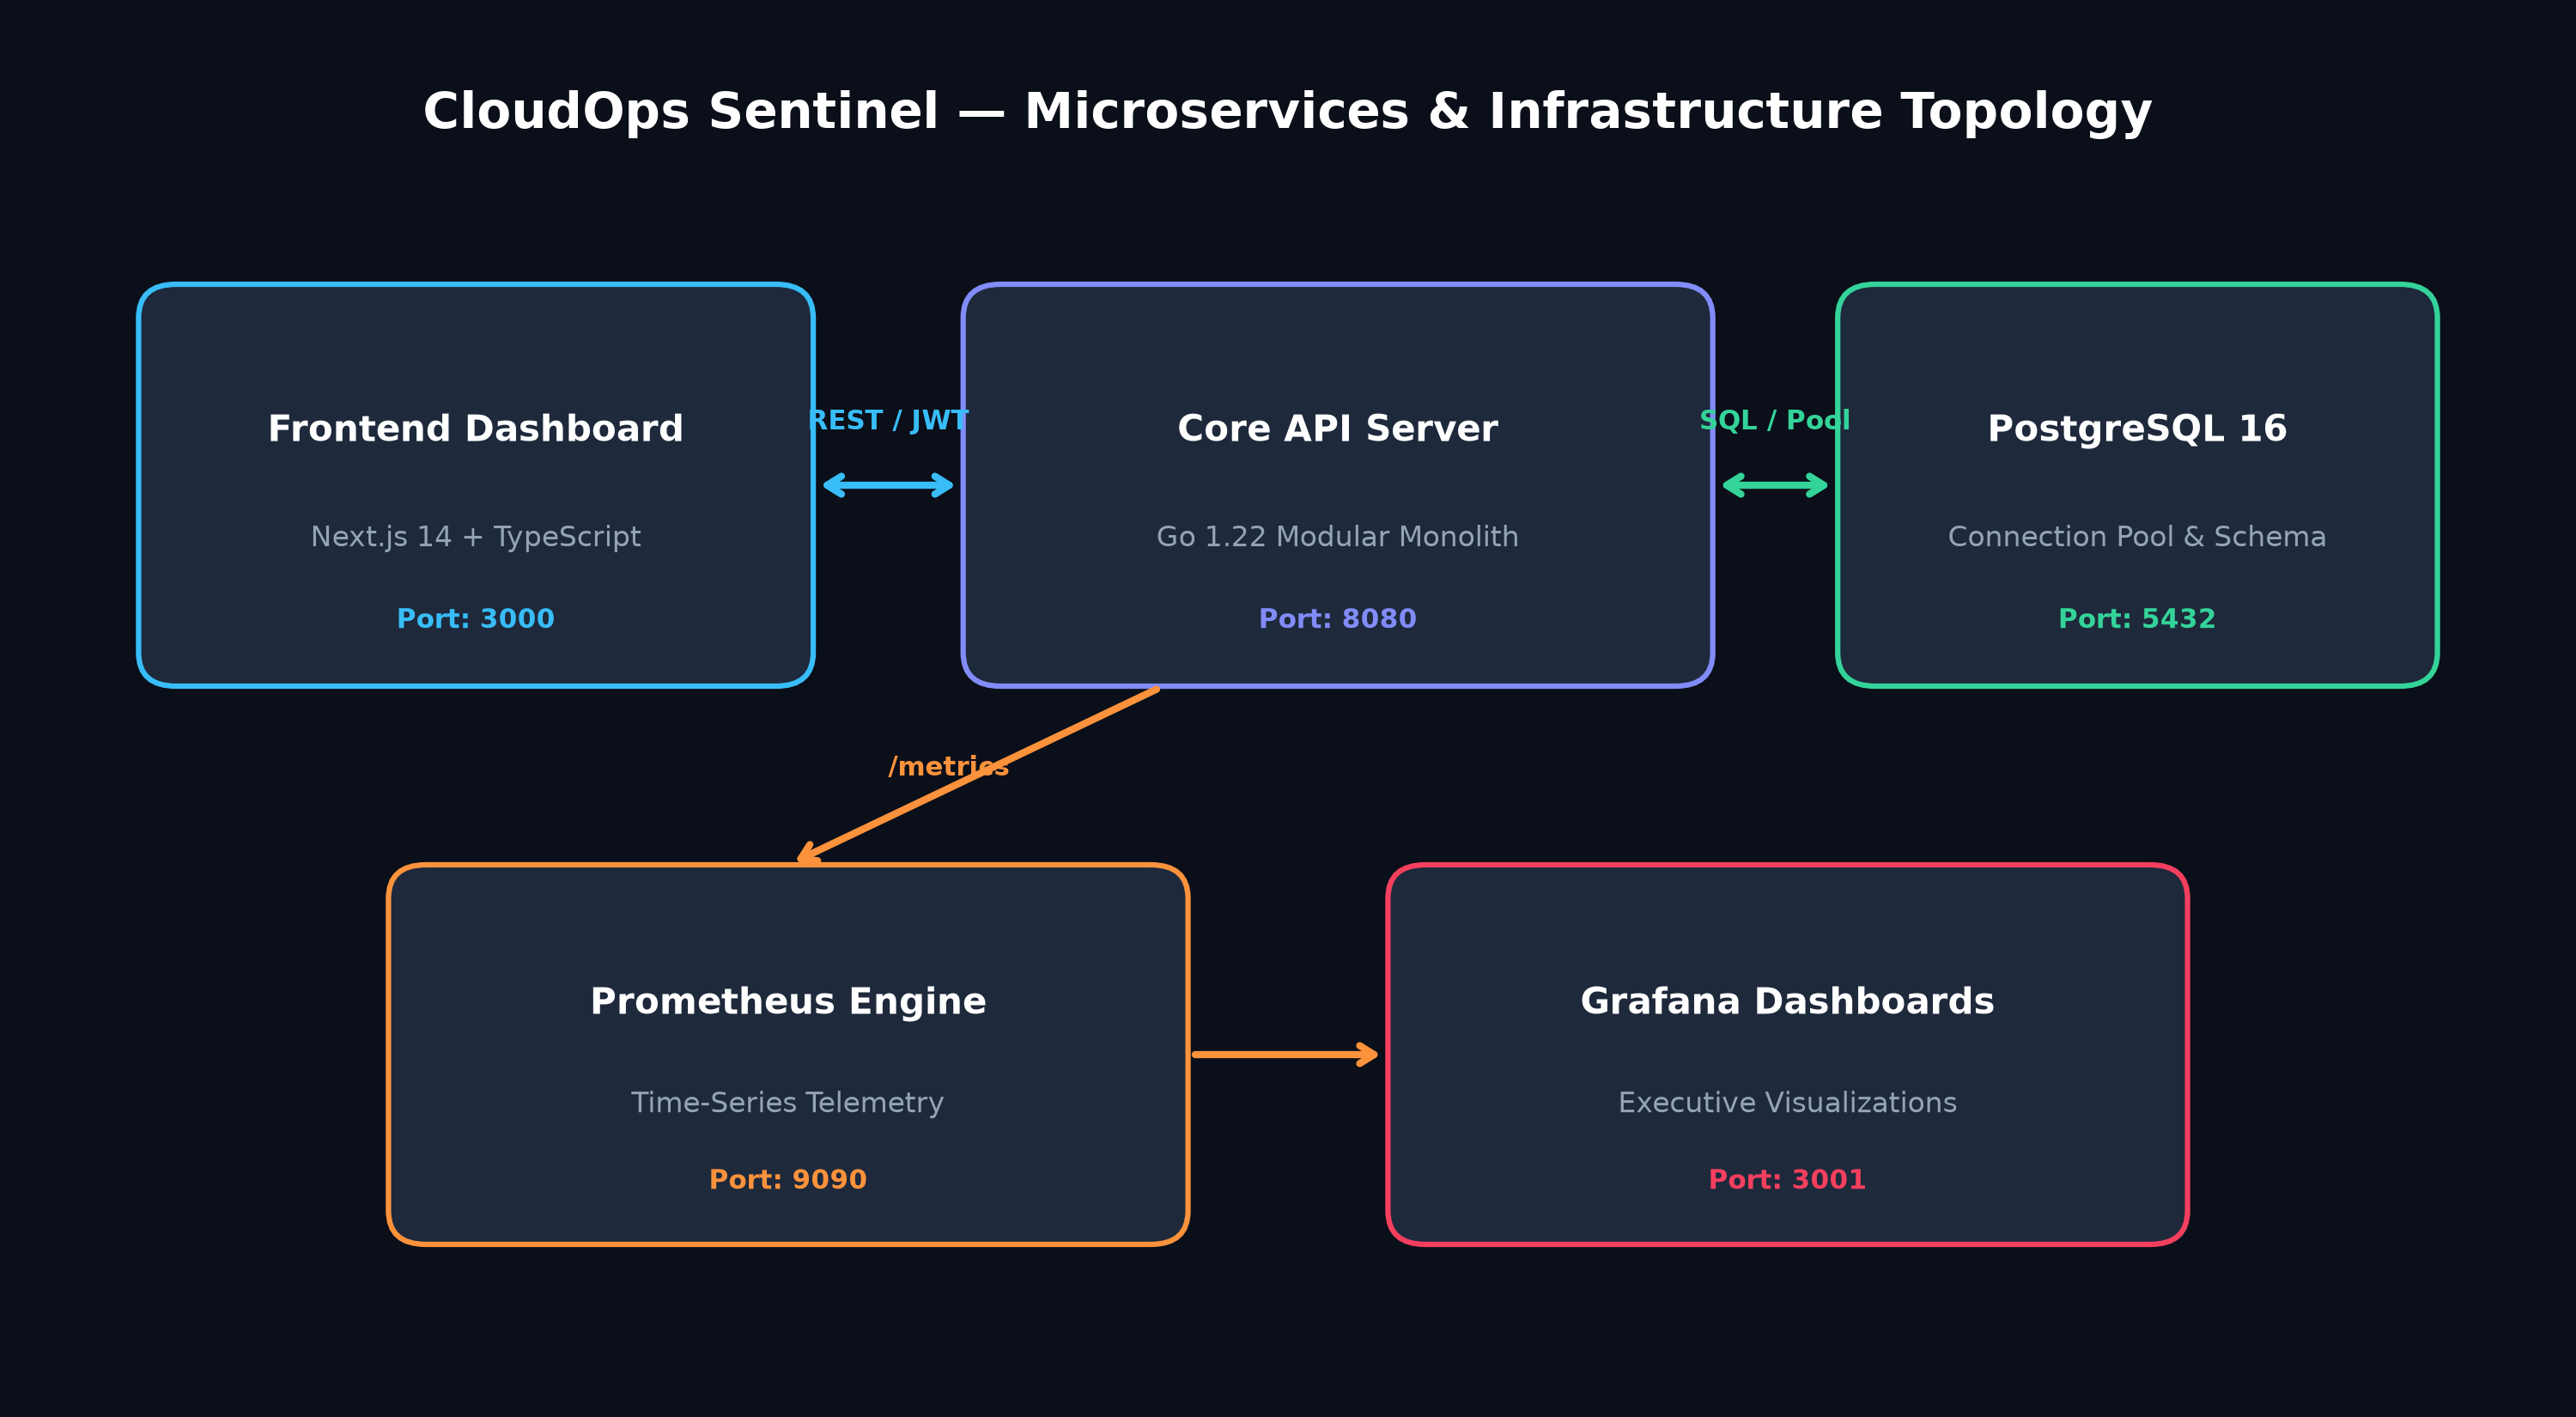 CloudOps Sentinel — Microservices & Infrastructure Topology
Frontend Dashboard
Next.js 14 + TypeScript
Port: 3000
REST / JWT
Core API Server
Go 1.22 Modular Monolith
Port: 8080
SQL / Pool
PostgreSQL 16
Connection Pool & Schema
Port: 5432
/metrics
Prometheus Engine
Time-Series Telemetry
Port: 9090
Grafana Dashboards
Executive Visualizations
Port: 3001